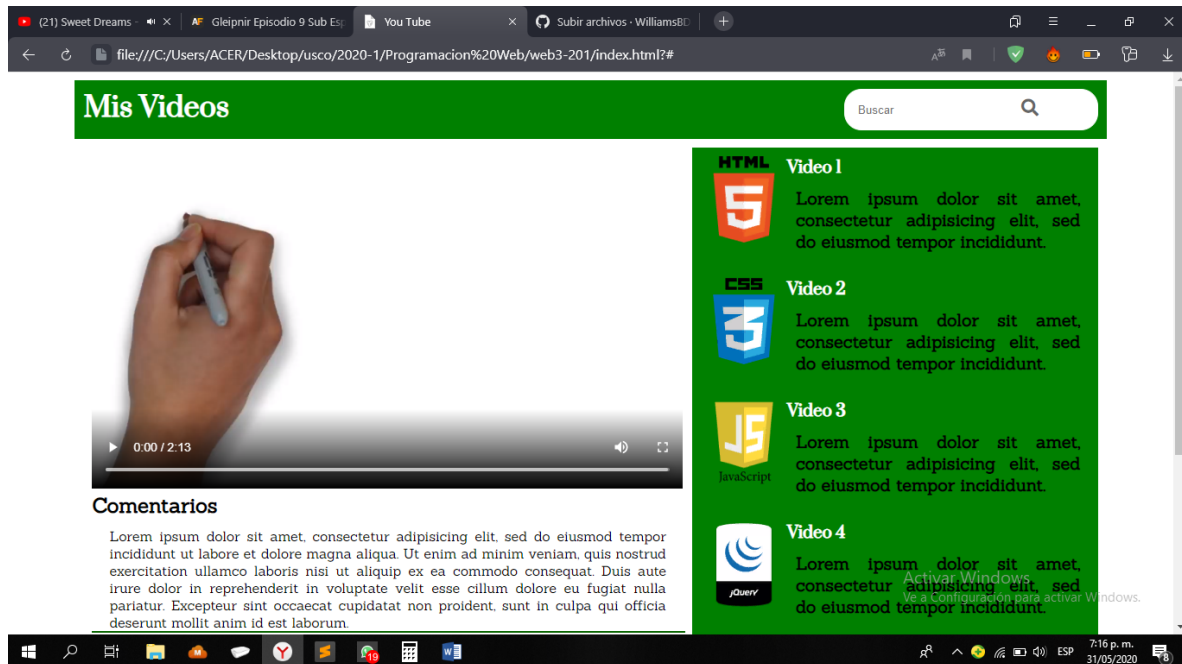 (21) Sweet Dreams -
AF Gleipnir Episodio 9 Sub Esp
You Tube
Subir archivos · WilliamsBD
file:///C:/Users/ACER/Desktop/usco/2020-1/Programacion%20Web/web3-201/index.html?#
Mis Videos
Buscar
0:00 / 2:13
Comentarios
Lorem ipsum dolor sit amet, consectetur adipisicing elit, sed do eiusmod tempor
incididunt ut labore et dolore magna aliqua. Ut enim ad minim veniam, quis nostrud
exercitation ullamco laboris nisi ut aliquip ex ea commodo consequat. Duis aute
irure dolor in reprehenderit in voluptate velit esse cillum dolore eu fugiat nulla
pariatur. Excepteur sint occaecat cupidatat non proident, sunt in culpa qui officia
deserunt mollit anim id est laborum.
HTML
5
Video 1
Lorem ipsum dolor sit amet,
consectetur adipisicing elit, sed
do eiusmod tempor incididunt.
CSS
3
Video 2
Lorem ipsum dolor sit amet,
consectetur adipisicing elit, sed
do eiusmod tempor incididunt.
JS
JavaScript
Video 3
Lorem ipsum dolor sit amet,
consectetur adipisicing elit, sed
do eiusmod tempor incididunt.
jQuery
Video 4
Lorem ipsum dolor sit amet,
consectetur adipisicing elit, sed
do eiusmod tempor incididunt.
Activar Windows
Ve a Configuración para activar Windows.
19
ESP
7:16 p. m.
31/05/2020
8